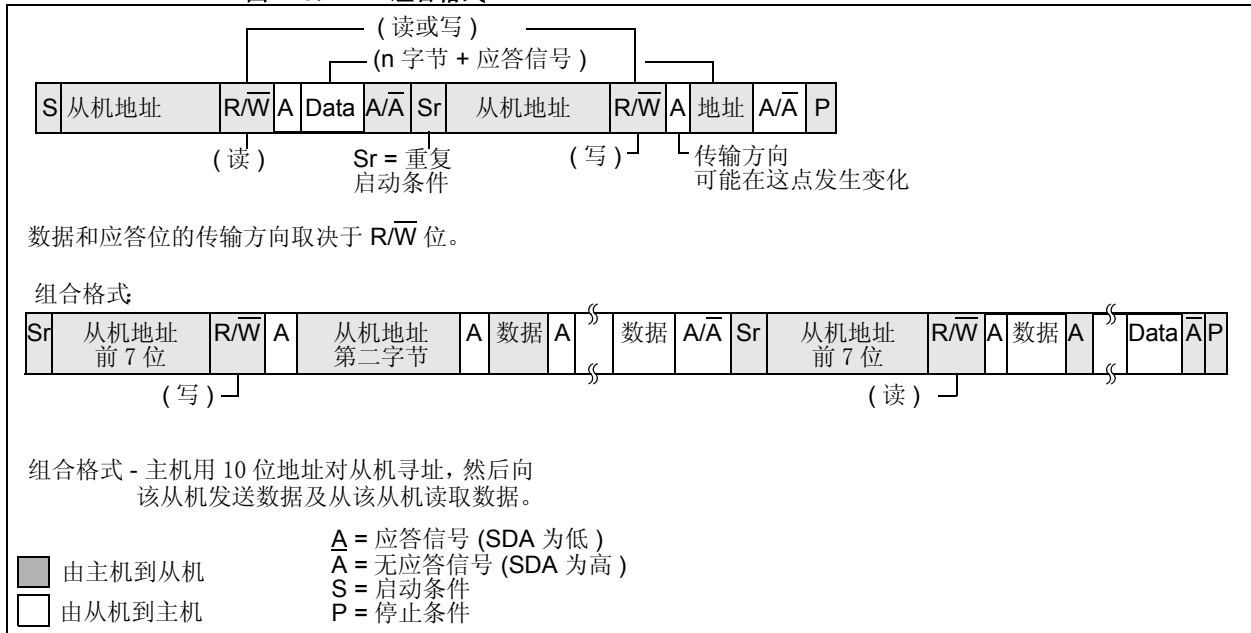 ( 读或写 )
(n 字节 + 应答信号 )
S 从机地址 R/W̅ A Data A/A̅ Sr 从机地址 R/W̅ A 地址 A/A̅ P
( 读 ) Sr = 重复 ( 写 ) 传输方向
启动条件 可能在这点发生变化
数据和应答位的传输方向取决于 R/W̅ 位。
组合格式:
Sr 从机地址 R/W̅ A 从机地址 A 数据 A 数据 A/A̅ Sr 从机地址 R/W̅ A 数据 A Data A̅ P
前 7 位 第二字节 前 7 位
( 写 ) ( 读 )
组合格式 - 主机用 10 位地址对从机寻址，然后向
该从机发送数据及从该从机读取数据。
A = 应答信号 (SDA 为低 )
A̅ = 无应答信号 (SDA 为高 )
由主机到从机
S = 启动条件
由从机到主机
P = 停止条件